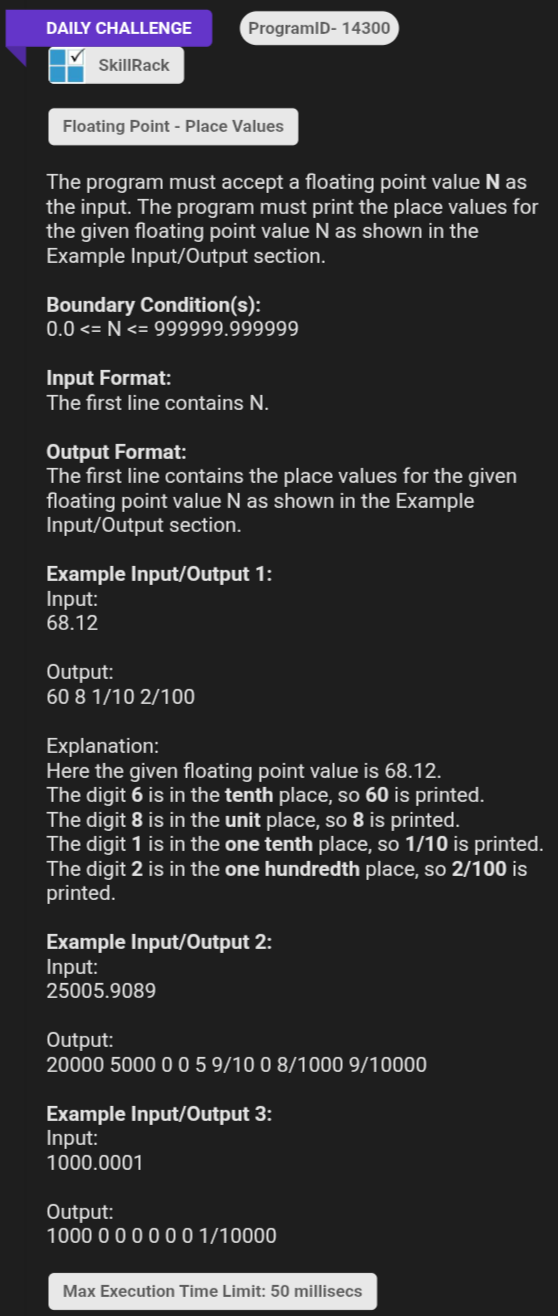 DAILY CHALLENGE
ProgramID- 14300
SkillRack
Floating Point - Place Values
The program must accept a floating point value N as
the input. The program must print the place values for
the given floating point value N as shown in the
Example Input/Output section.
Boundary Condition(s):
0.0 <= N <= 999999.999999
Input Format:
The first line contains N.
Output Format:
The first line contains the place values for the given
floating point value N as shown in the Example
Input/Output section.
Example Input/Output 1:
Input:
68.12
Output:
60 8 1/10 2/100
Explanation:
Here the given floating point value is 68.12.
The digit 6 is in the tenth place, so 60 is printed.
The digit 8 is in the unit place, so 8 is printed.
The digit 1 is in the one tenth place, so 1/10 is printed.
The digit 2 is in the one hundredth place, so 2/100 is
printed.
Example Input/Output 2:
Input:
25005.9089
Output:
20000 5000 0 0 5 9/10 0 8/1000 9/10000
Example Input/Output 3:
Input:
1000.0001
Output:
1000 0 0 0 0 0 0 1/10000
Max Execution Time Limit: 50 millisecs